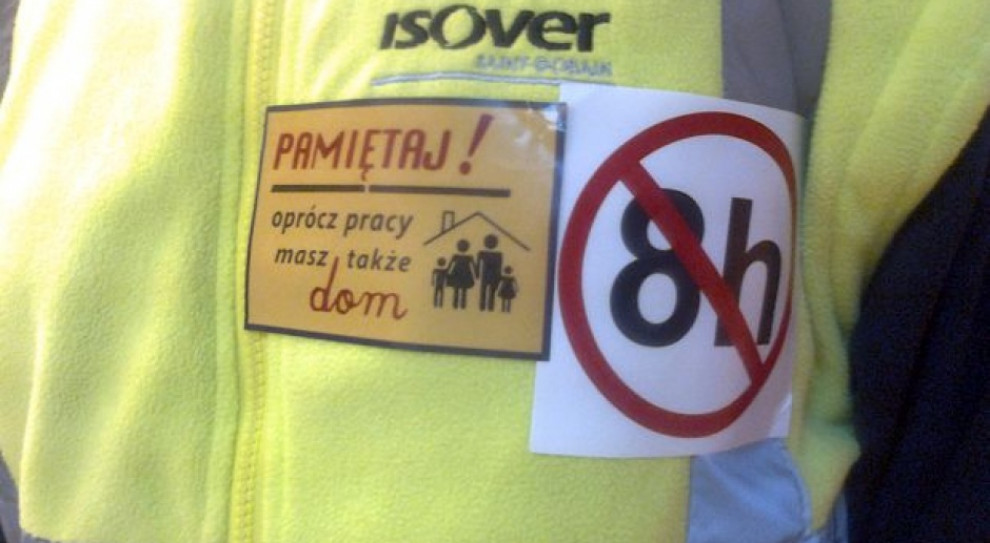 ISOver
SAINT-GOBAIN
PAMIĘTAJ!
oprócz pracy
masz także
dom
8h